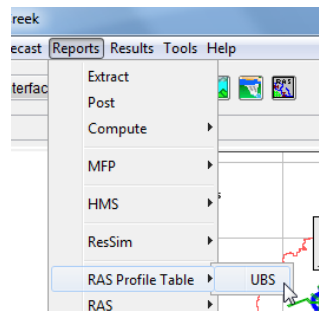 reek
ecast Reports Results Tools Help
terfac
Extract
Post
Compute
MFP
HMS
ResSim
RAS Profile Table UBS
RAS